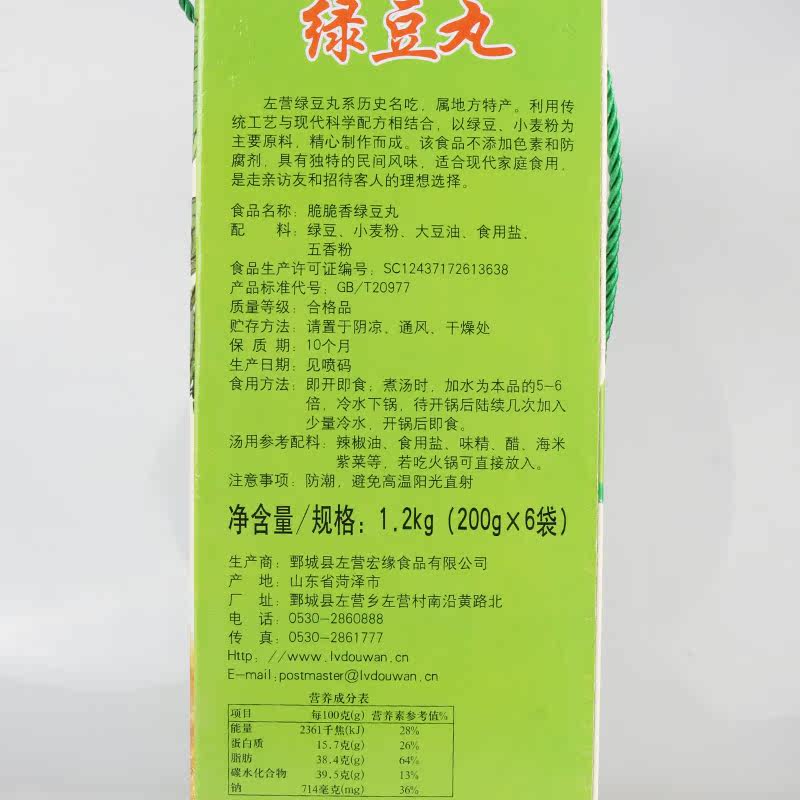 绿豆丸
左营绿豆丸系历史名吃，属地方特产。利用传
统工艺与现代科学配方相结合，以绿豆、小麦粉为
主要原料，精心制作而成。该食品不添加色素和防
腐剂，具有独特的民间风味，适合现代家庭食用，
是走亲访友和招待客人的理想选择。
食品名称：脆脆香绿豆丸
配　　料：绿豆、小麦粉、大豆油、食用盐、
五香粉
食品生产许可证编号：SC12437172613638
产品标准代号：GB/T20977
质量等级：合格品
贮存方法：请置于阴凉、通风、干燥处
保 质 期：10个月
生产日期：见喷码
食用方法：即开即食；煮汤时，加水为本品的5-6
倍，冷水下锅，待开锅后陆续几次加入
少量冷水，开锅后即食。
汤用参考配料：辣椒油、食用盐、味精、醋、海米
紫菜等，若吃火锅可直接放入。
注意事项：防潮，避免高温阳光直射
净含量/规格：1.2kg（200g×6袋）
生产商：鄄城县左营宏缘食品有限公司
产　地：山东省菏泽市
厂　址：鄄城县左营乡左营村南沿黄路北
电　话：0530-2860888
传　真：0530-2861777
Http：//www.lvdouwan.cn
E-mail:postmaster@lvdouwan.cn
营养成分表
项目 每100克(g) 营养素参考值%
能量 2361千焦(kJ) 28%
蛋白质 15.7克(g) 26%
脂肪 38.4克(g) 64%
碳水化合物 39.5克(g) 13%
钠 714毫克(mg) 36%